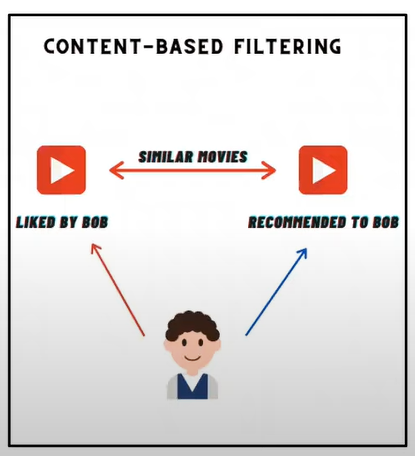 CONTENT-BASED FILTERING
SIMILAR MOVIES
LIKED BY BOB
RECOMMENDED TO BOB